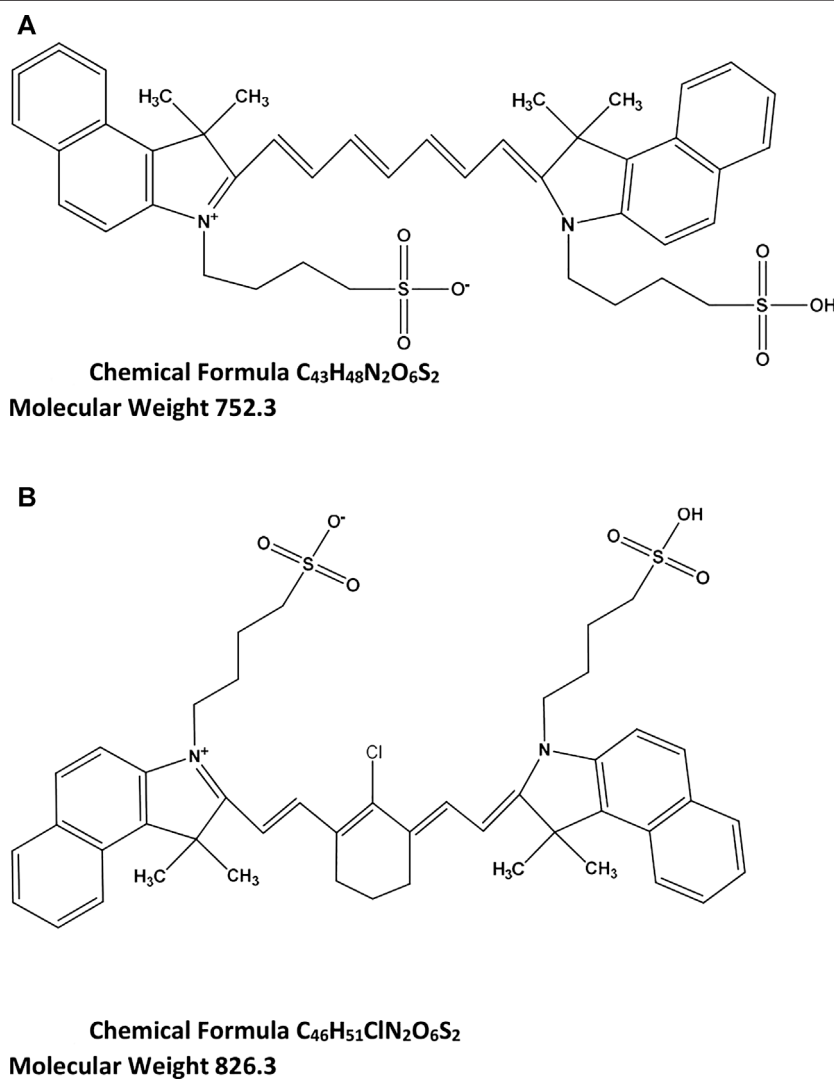 A
H₃C CH₃ H₃C CH₃
N⁺ N
O O
S O⁻ S OH
O O
Chemical Formula C₄₃H₄₈N₂O₆S₂
Molecular Weight 752.3
B
O⁻ OH
O S O O S O
N⁺ Cl N
H₃C CH₃ H₃C CH₃
Chemical Formula C₄₆H₅₁ClN₂O₆S₂
Molecular Weight 826.3